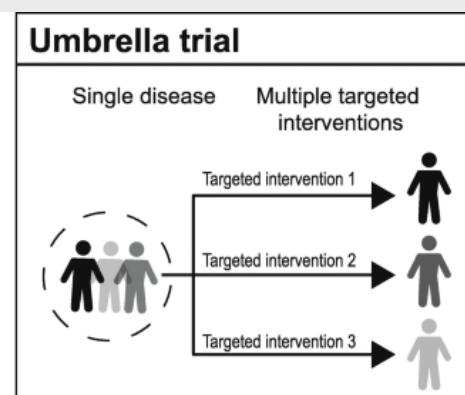 Umbrella trial
Single disease
Multiple targeted
interventions
Targeted intervention 1
Targeted intervention 2
Targeted intervention 3